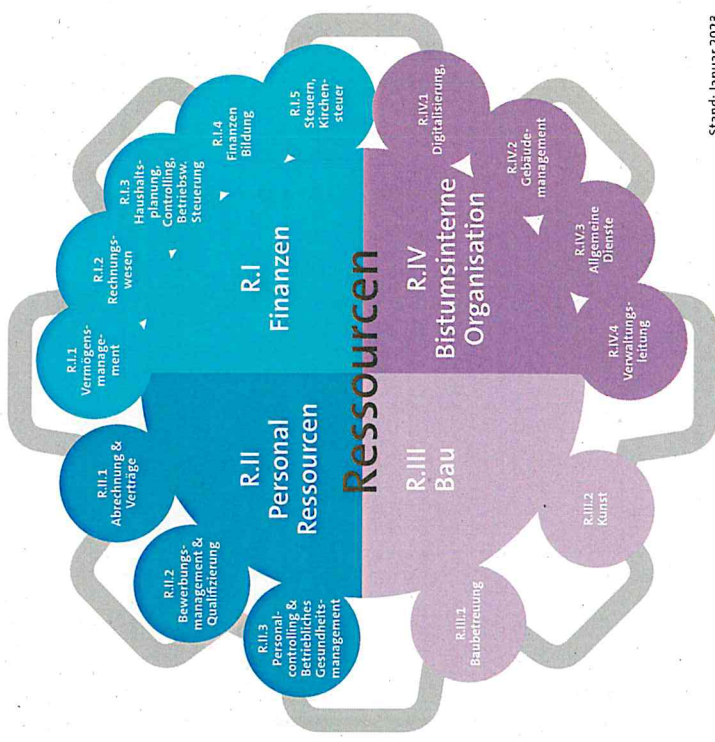 R.I.1
Vermögens-
manage-
ment
R.I.2
Rechnungs-
wesen
R.I.3
Haushalts-
planung,
Controlling,
Betriebsw.
Steuerung
R.I.4
Finanzen
Bildung
R.I.5
Steuern,
Kirchen-
steuer
R.I
Finanzen
R.II.1
Abrechnung &
Verträge
R.II.2
Bewerbungs-
management &
Qualifizierung
R.II.3
Personal-
controlling &
Betriebliches
Gesundheits-
management
R.II
Personal
Ressourcen
Ressourcen
R.III
Bau
R.III.1
Baubetreuung
R.III.2
Kunst
R.IV
Bistumsinterne
Organisation
R.IV.1
Digitalisierung,
R.IV.2
Gebäude-
management
R.IV.3
Allgemeine
Dienste
R.IV.4
Verwaltungs-
leitung
Stand: Januar 2023